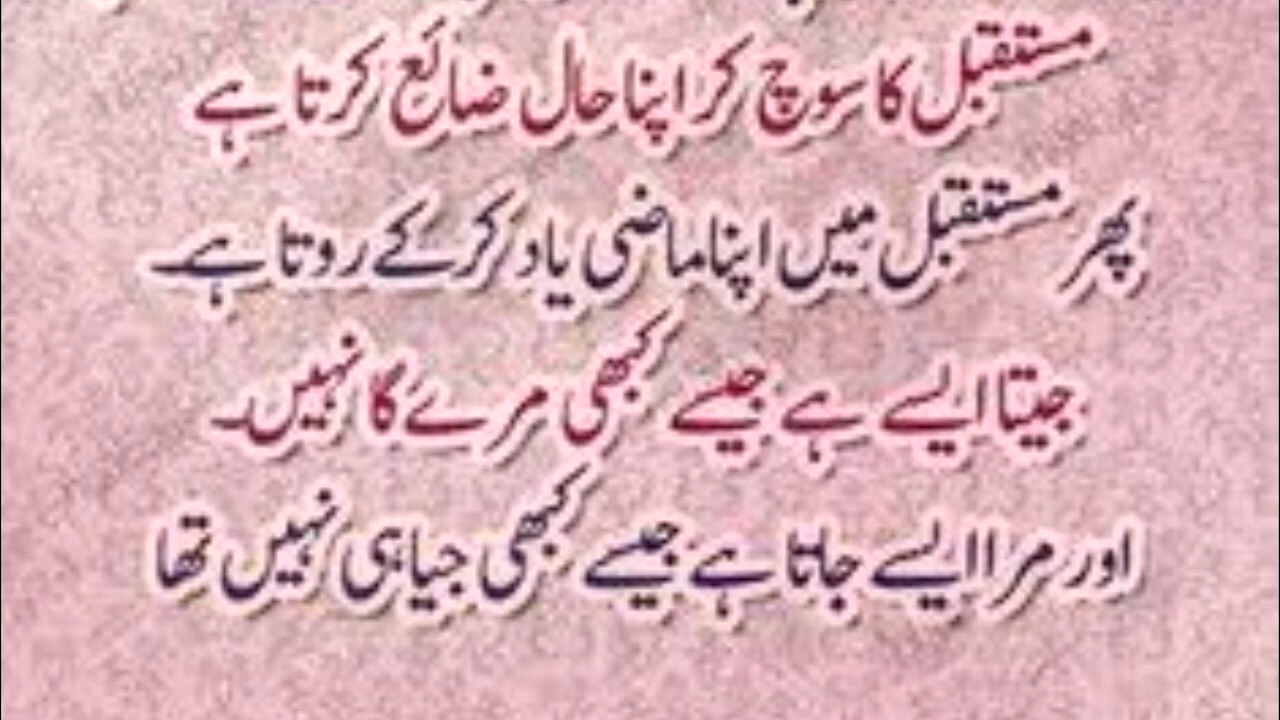 مستقبل کا سوچ کر اپنا حال ضائع کرتا ہے
پھر مستقبل میں اپنا ماضی یاد کر کے روتا ہے۔
جیتا ایسے ہے جیسے کبھی مرے گا نہیں۔
اور مرا ایسے جاتا ہے جیسے کبھی جیا ہی نہیں تھا